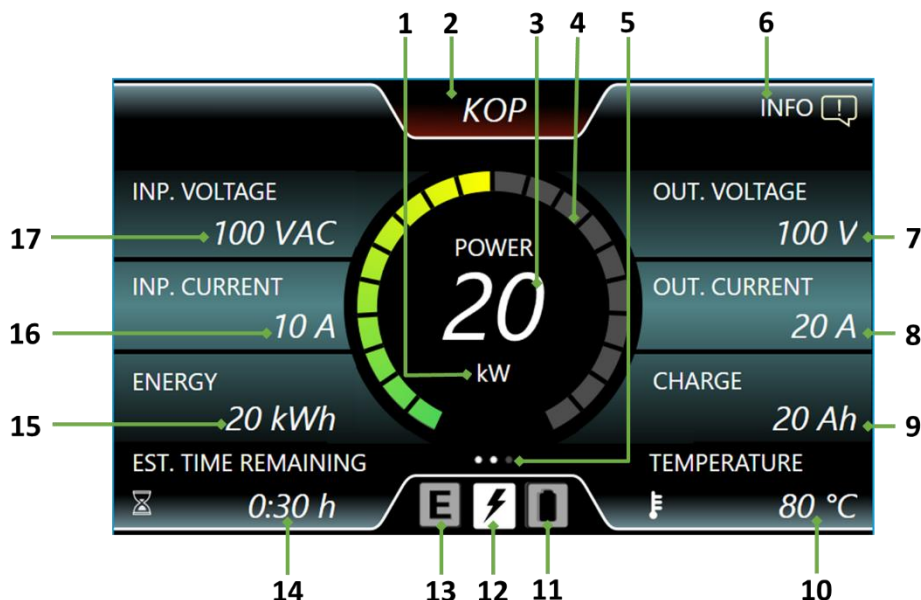 1 2 3 4 5 6
KOP
INFO
INP. VOLTAGE
100 VAC
OUT. VOLTAGE
100 V
17
7
POWER
20
kW
INP. CURRENT
10 A
OUT. CURRENT
20 A
16
8
ENERGY
20 kWh
CHARGE
20 Ah
15
9
EST. TIME REMAINING
0:30 h
TEMPERATURE
80 °C
E
14 13 12 11 10